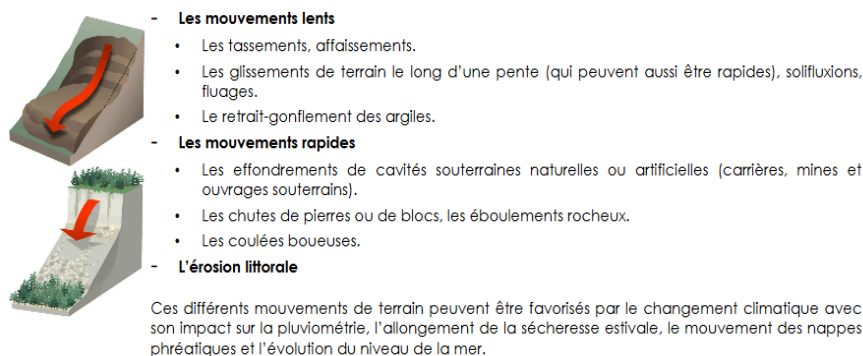 - Les mouvements lents
• Les tassements, affaissements.
• Les glissements de terrain le long d'une pente (qui peuvent aussi être rapides), solifluxions,
fluages.
• Le retrait-gonflement des argiles.
- Les mouvements rapides
• Les effondrements de cavités souterraines naturelles ou artificielles (carrières, mines et
ouvrages souterrains).
• Les chutes de pierres ou de blocs, les éboulements rocheux.
• Les coulées boueuses.
- L'érosion littorale
Ces différents mouvements de terrain peuvent être favorisés par le changement climatique avec
son impact sur la pluviométrie, l'allongement de la sécheresse estivale, le mouvement des nappes
phréatiques et l'évolution du niveau de la mer.